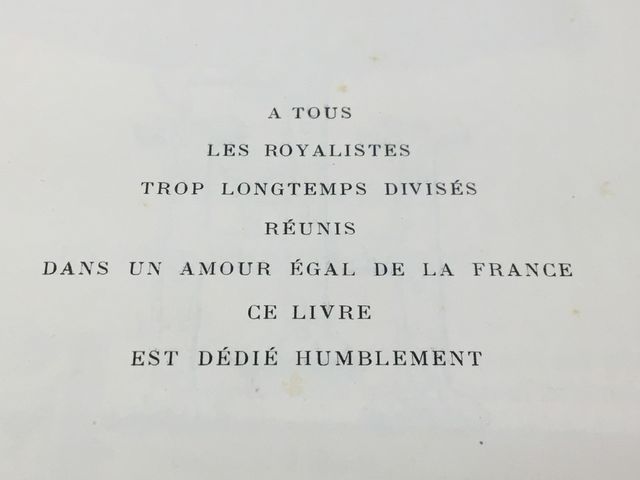 A TOUS
LES ROYALISTES
TROP LONGTEMPS DIVISÉS
RÉUNIS
DANS UN AMOUR ÉGAL DE LA FRANCE
CE LIVRE
EST DÉDIÉ HUMBLEMENT